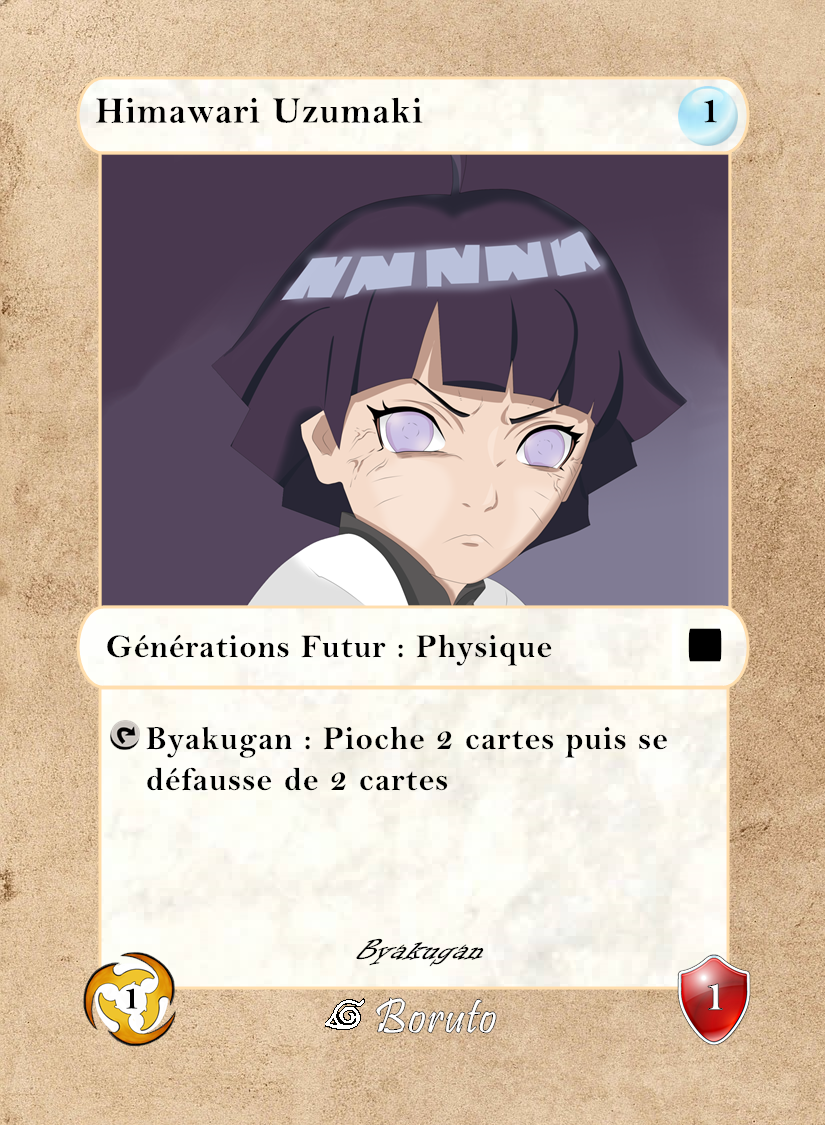 Himawari Uzumaki
1
Générations Futur : Physique
Byakugan : Pioche 2 cartes puis se
défausse de 2 cartes
Byakugan
1
Boruto
1